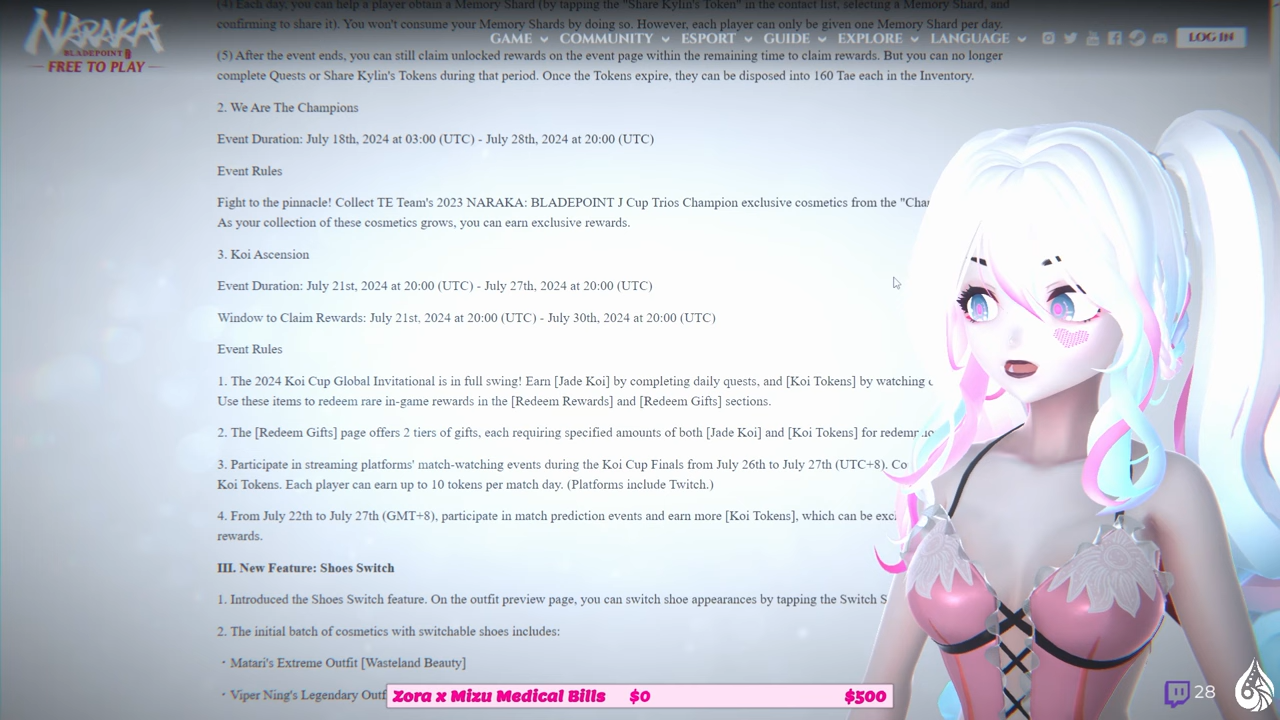 (4) Each day, you can help a player obtain a Memory Shard (by tapping the "Share Kylin's Token" in the contact list, selecting a Memory Shard, and
confirming to share it). You won't consume your Memory Shards by doing so. However, each player can only be given one Memory Shard per day.
NARAKA
BLADEPOINT
FREE TO PLAY
GAME COMMUNITY ESPORT GUIDE EXPLORE LANGUAGE LOG IN
(5) After the event ends, you can still claim unlocked rewards on the event page within the remaining time to claim rewards. But you can no longer
complete Quests or Share Kylin's Tokens during that period. Once the Tokens expire, they can be disposed into 160 Tae each in the Inventory.
2. We Are The Champions
Event Duration: July 18th, 2024 at 03:00 (UTC) - July 28th, 2024 at 20:00 (UTC)
Event Rules
Fight to the pinnacle! Collect TE Team's 2023 NARAKA: BLADEPOINT J Cup Trios Champion exclusive cosmetics from the
As your collection of these cosmetics grows, you can earn exclusive rewards.
3. Koi Ascension
Event Duration: July 21st, 2024 at 20:00 (UTC) - July 27th, 2024 at 20:00 (UTC)
Window to Claim Rewards: July 21st, 2024 at 20:00 (UTC) - July 30th, 2024 at 20:00 (UTC)
Event Rules
1. The 2024 Koi Cup Global Invitational is in full swing! Earn [Jade Koi] by completing daily quests, and [Koi Tokens] by watching
Use these items to redeem rare in-game rewards in the [Redeem Rewards] and [Redeem Gifts] sections.
2. The [Redeem Gifts] page offers 2 tiers of gifts, each requiring specified amounts of both [Jade Koi] and [Koi Tokens] for
3. Participate in streaming platforms' match-watching events during the Koi Cup Finals from July 26th to July 27th (UTC+8). Co
Koi Tokens. Each player can earn up to 10 tokens per match day. (Platforms include Twitch.)
4. From July 22th to July 27th (GMT+8), participate in match prediction events and earn more [Koi Tokens], which can be
rewards.
III. New Feature: Shoes Switch
1. Introduced the Shoes Switch feature. On the outfit preview page, you can switch shoe appearances by tapping the Switch S
2. The initial batch of cosmetics with switchable shoes includes:
· Matari's Extreme Outfit [Wasteland Beauty]
· Viper Ning's Legendary Outf
Zora x Mizu Medical Bills $0 $500
28